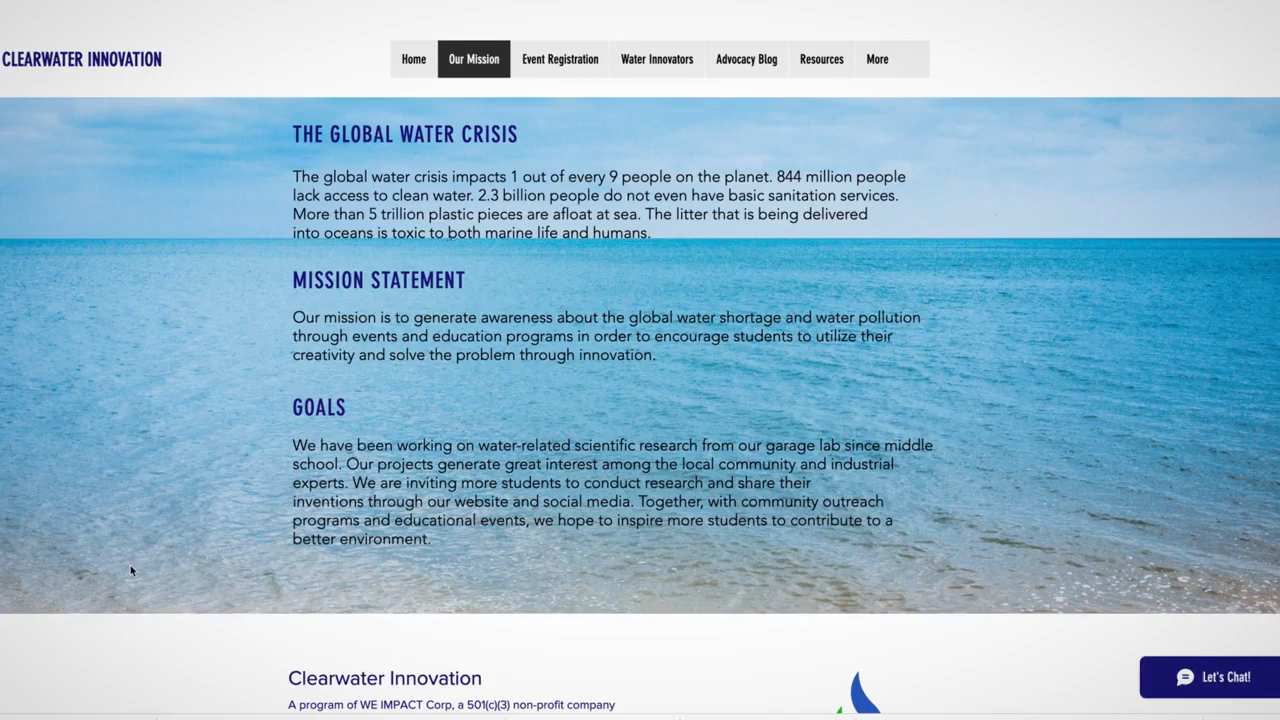 CLEARWATER INNOVATION
Home Our Mission Event Registration Water Innovators Advocacy Blog Resources More
THE GLOBAL WATER CRISIS
The global water crisis impacts 1 out of every 9 people on the planet. 844 million people
lack access to clean water. 2.3 billion people do not even have basic sanitation services.
More than 5 trillion plastic pieces are afloat at sea. The litter that is being delivered
into oceans is toxic to both marine life and humans.
MISSION STATEMENT
Our mission is to generate awareness about the global water shortage and water pollution
through events and education programs in order to encourage students to utilize their
creativity and solve the problem through innovation.
GOALS
We have been working on water-related scientific research from our garage lab since middle
school. Our projects generate great interest among the local community and industrial
experts. We are inviting more students to conduct research and share their
inventions through our website and social media. Together, with community outreach
programs and educational events, we hope to inspire more students to contribute to a
better environment.
Clearwater Innovation
A program of WE IMPACT Corp, a 501(c)(3) non-profit company
Let's Chat!